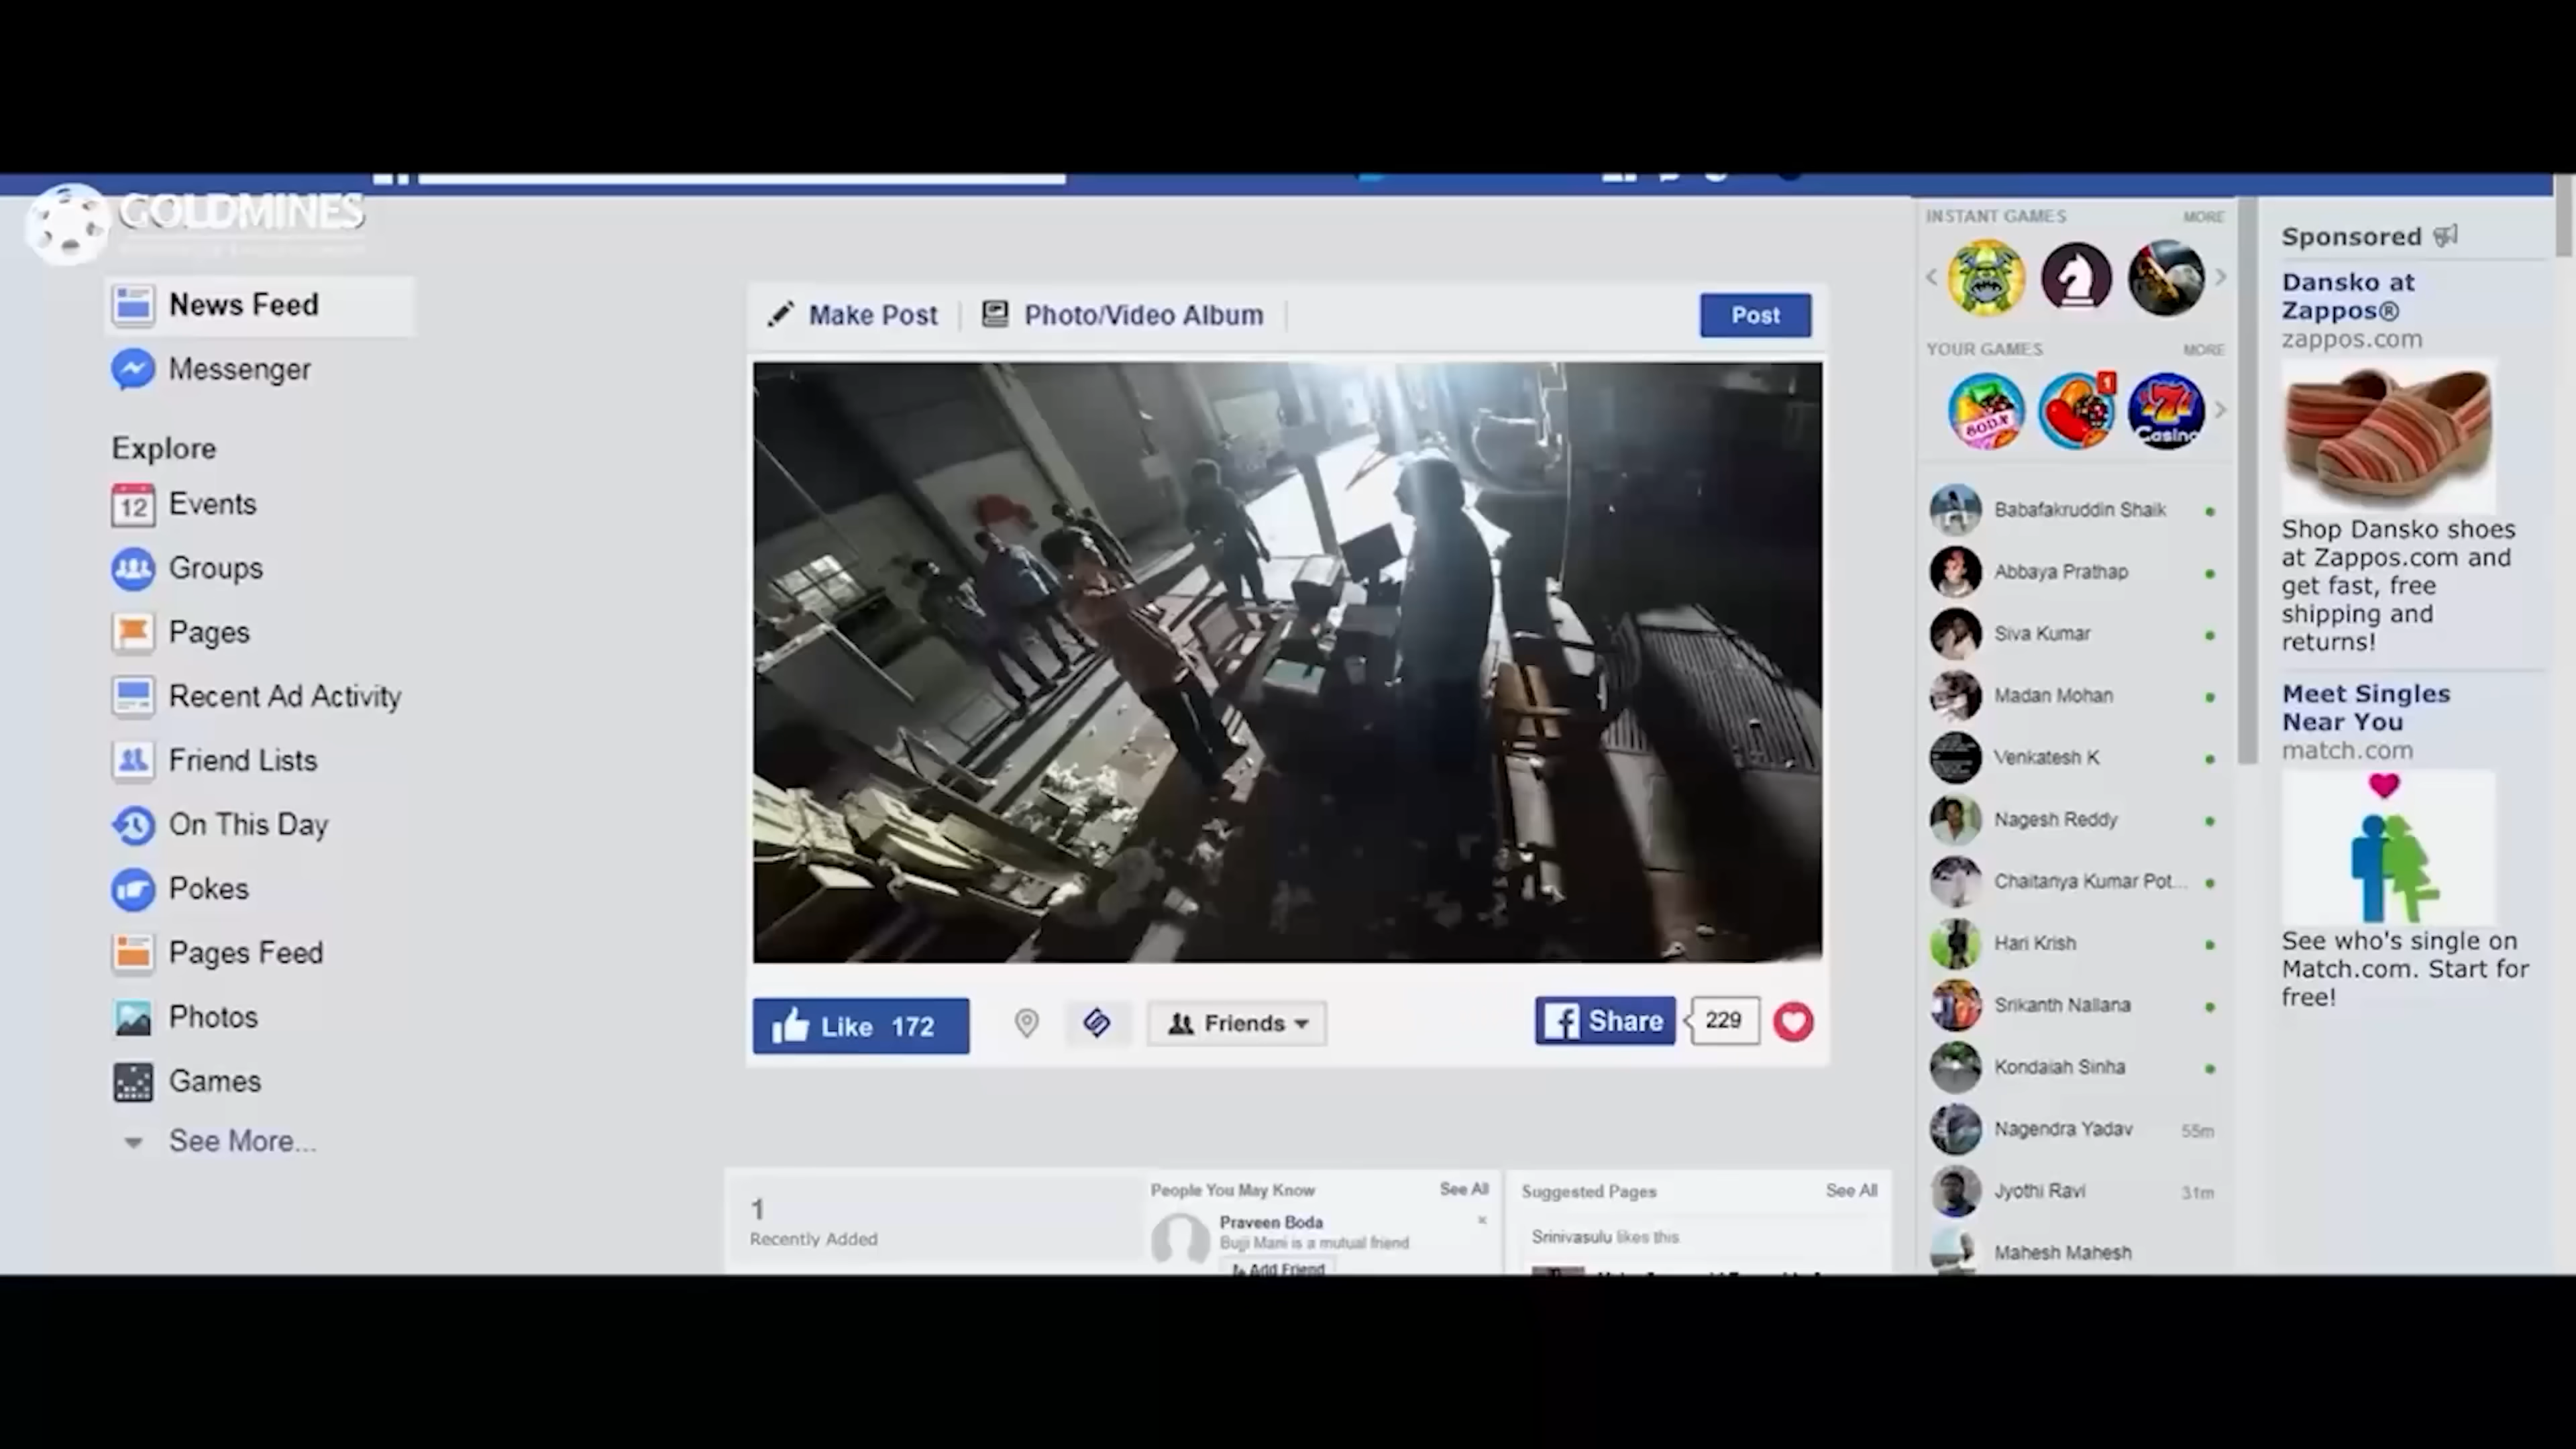 GOLDMINES
News Feed
Messenger
Explore
12
Events
Groups
Pages
Recent Ad Activity
Friend Lists
On This Day
Pokes
Pages Feed
Photos
Games
See More...
Make Post
Photo/Video Album
Post
Like 172
Friends
Share
229
1
Recently Added
People You May Know
See All
Praveen Boda
Bujji Mani is a mutual friend
Add Friend
Suggested Pages
See All
Srinivasulu likes this
INSTANT GAMES
MORE
YOUR GAMES
MORE
SODA
1
777
Casino
Babafakruddin Shaik
Abbaya Prathap
Siva Kumar
Madan Mohan
Venkatesh K
Nagesh Reddy
Chaitanya Kumar Pot...
Hari Krish
Srikanth Nallana
Kondaiah Sinha
Nagendra Yadav 55m
Jyothi Ravi 31m
Mahesh Mahesh
Sponsored
Dansko at
Zappos®
zappos.com
Shop Dansko shoes
at Zappos.com and
get fast, free
shipping and
returns!
Meet Singles
Near You
match.com
See who's single on
Match.com. Start for
free!